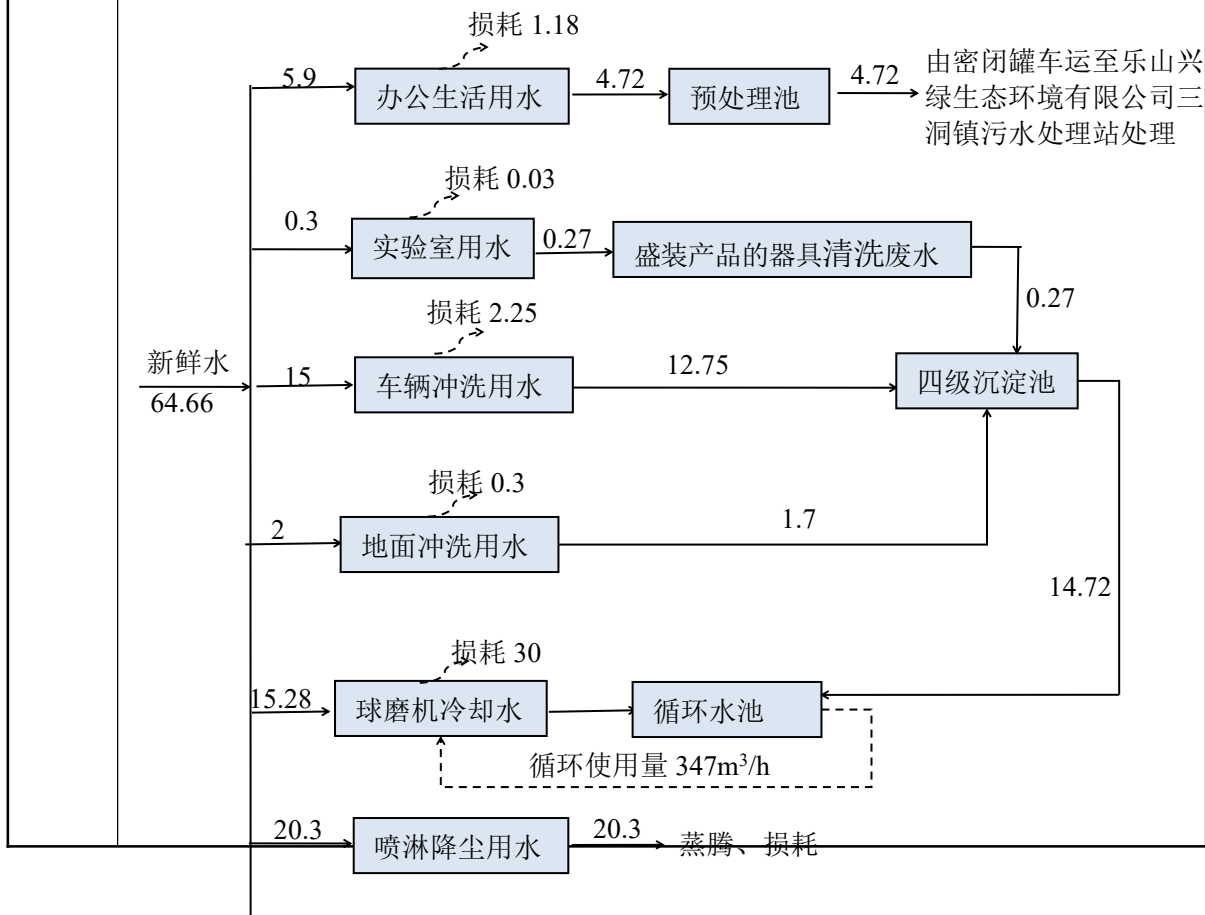 损耗 1.18
5.9
办公生活用水
4.72
预处理池
4.72
由密闭罐车运至乐山兴
绿生态环境有限公司三
洞镇污水处理站处理
损耗 0.03
0.3
实验室用水
0.27
盛装产品的器具清洗废水
0.27
损耗 2.25
新鲜水
64.66
15
车辆冲洗用水
12.75
四级沉淀池
损耗 0.3
2
地面冲洗用水
1.7
14.72
损耗 30
15.28
球磨机冷却水
循环水池
循环使用量 347m³/h
20.3
喷淋降尘用水
20.3
蒸腾、损耗